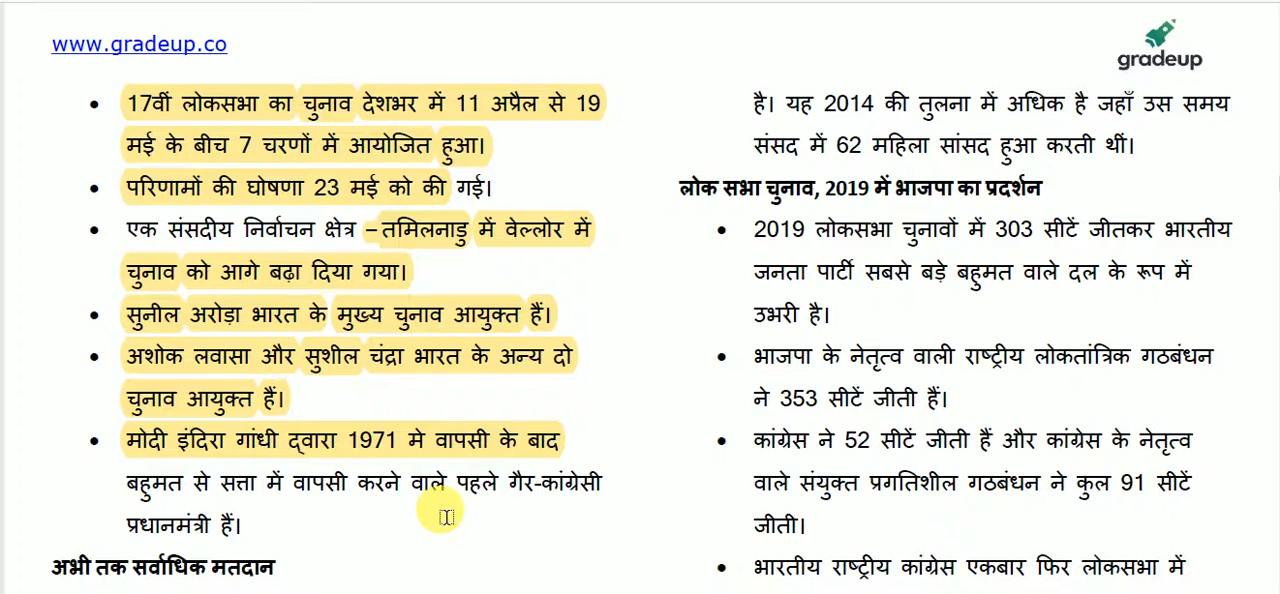 www.gradeup.co
gradeup
• 17वीं लोकसभा का चुनाव देशभर में 11 अप्रैल से 19
मई के बीच 7 चरणों में आयोजित हुआ।
• परिणामों की घोषणा 23 मई को की गई।
• एक संसदीय निर्वाचन क्षेत्र –तमिलनाडु में वेल्लोर में
चुनाव को आगे बढ़ा दिया गया।
• सुनील अरोड़ा भारत के मुख्य चुनाव आयुक्त हैं।
• अशोक लवासा और सुशील चंद्रा भारत के अन्य दो
चुनाव आयुक्त हैं।
• मोदी इंदिरा गांधी द्वारा 1971 मे वापसी के बाद
बहुमत से सत्ता में वापसी करने वाले पहले गैर-कांग्रेसी
प्रधानमंत्री हैं।
अभी तक सर्वाधिक मतदान
है। यह 2014 की तुलना में अधिक है जहाँ उस समय
संसद में 62 महिला सांसद हुआ करती थीं।
लोक सभा चुनाव, 2019 में भाजपा का प्रदर्शन
• 2019 लोकसभा चुनावों में 303 सीटें जीतकर भारतीय
जनता पार्टी सबसे बड़े बहुमत वाले दल के रूप में
उभरी है।
• भाजपा के नेतृत्व वाली राष्ट्रीय लोकतांत्रिक गठबंधन
ने 353 सीटें जीती हैं।
• कांग्रेस ने 52 सीटें जीती हैं और कांग्रेस के नेतृत्व
वाले संयुक्त प्रगतिशील गठबंधन ने कुल 91 सीटें
जीती।
• भारतीय राष्ट्रीय कांग्रेस एकबार फिर लोकसभा में